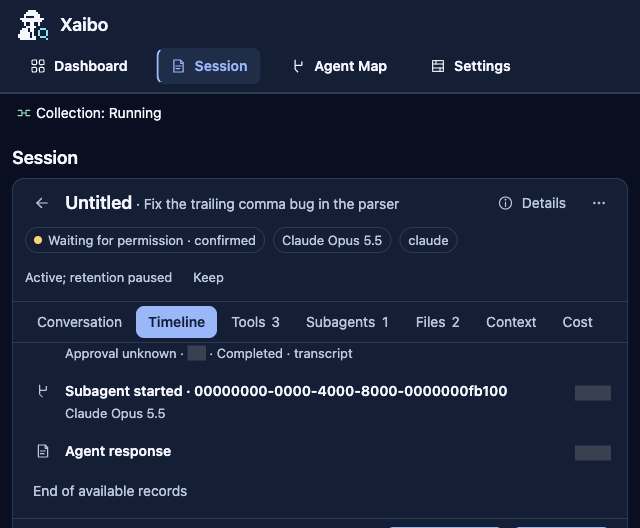 Xaibo
Dashboard Session Agent Map Settings
Collection: Running
Session
Untitled · Fix the trailing comma bug in the parser Details ···
Waiting for permission · confirmed Claude Opus 5.5 claude
Active; retention paused Keep
Conversation Timeline Tools 3 Subagents 1 Files 2 Context Cost
Approval unknown · · Completed · transcript
Subagent started · 00000000-0000-4000-8000-0000000fb100
Claude Opus 5.5
Agent response
End of available records